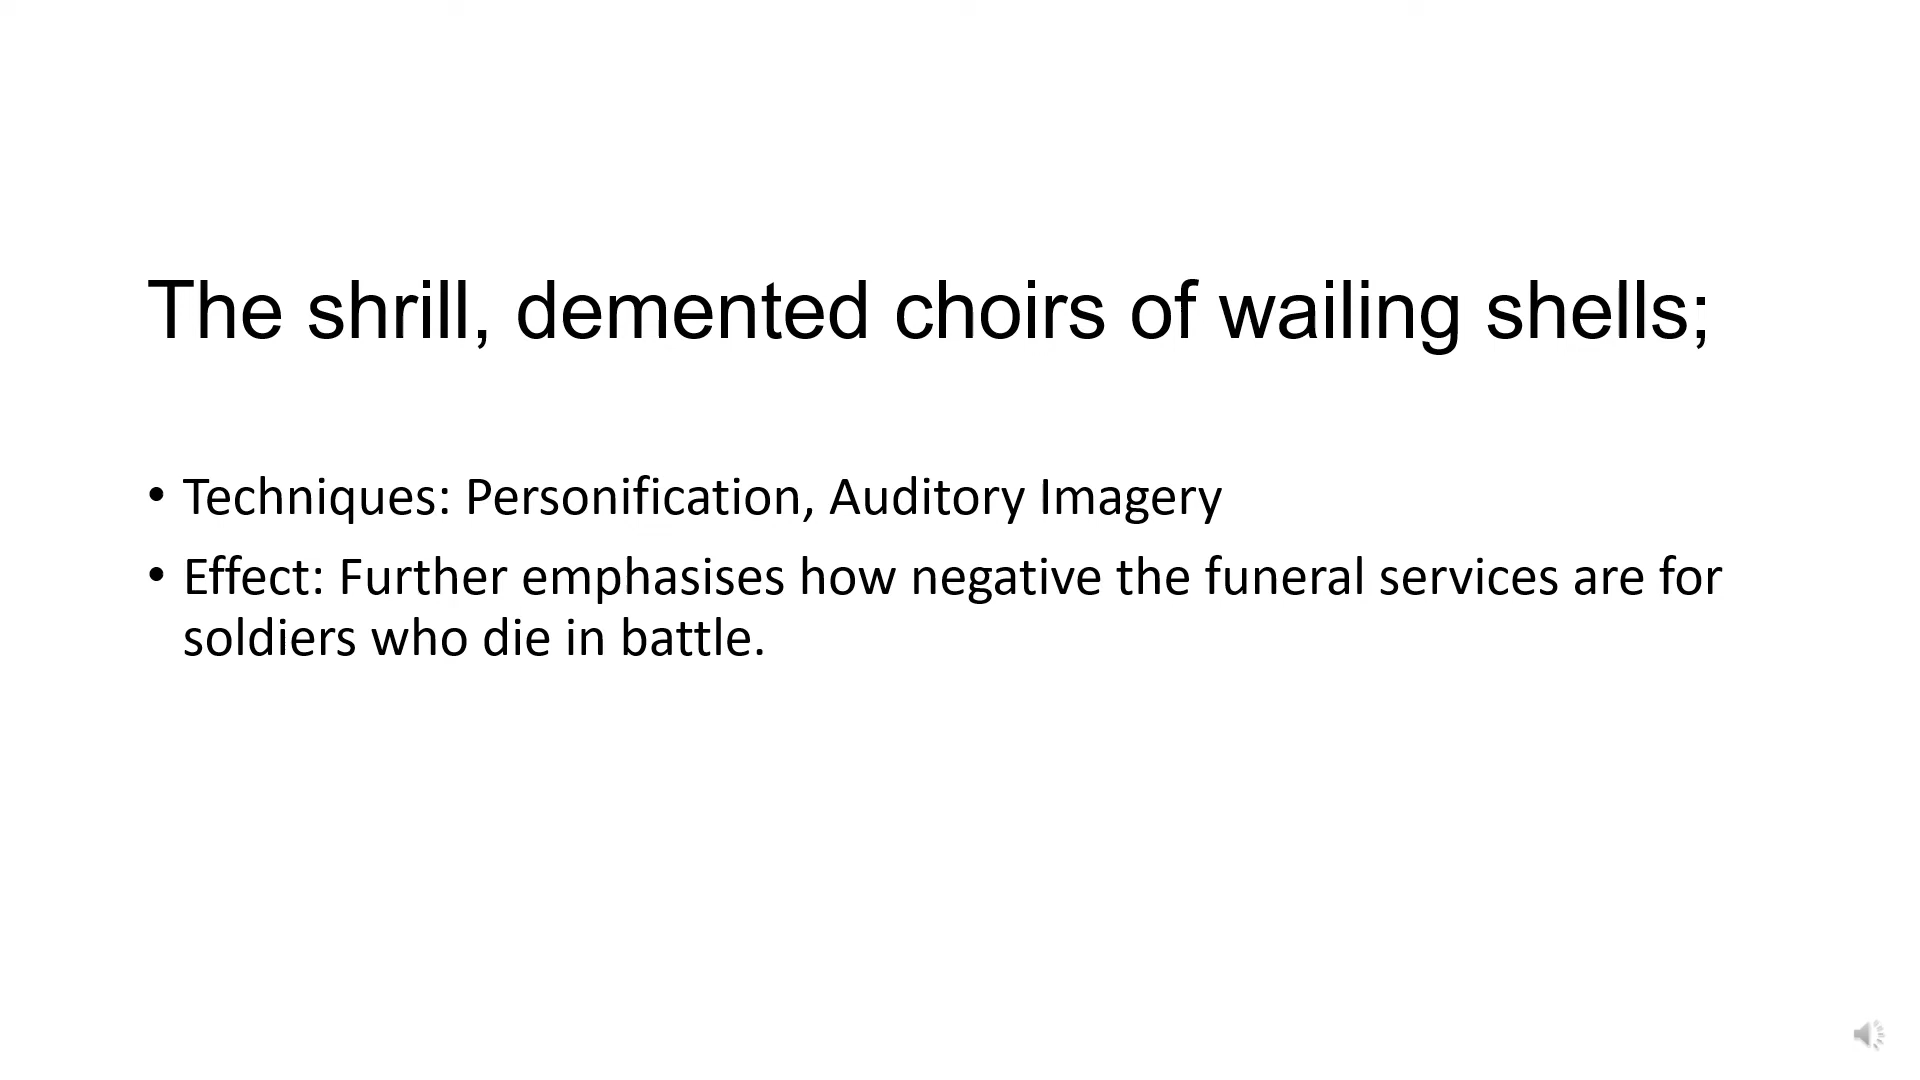 The shrill, demented choirs of wailing shells;
• Techniques: Personification, Auditory Imagery
• Effect: Further emphasises how negative the funeral services are for
soldiers who die in battle.